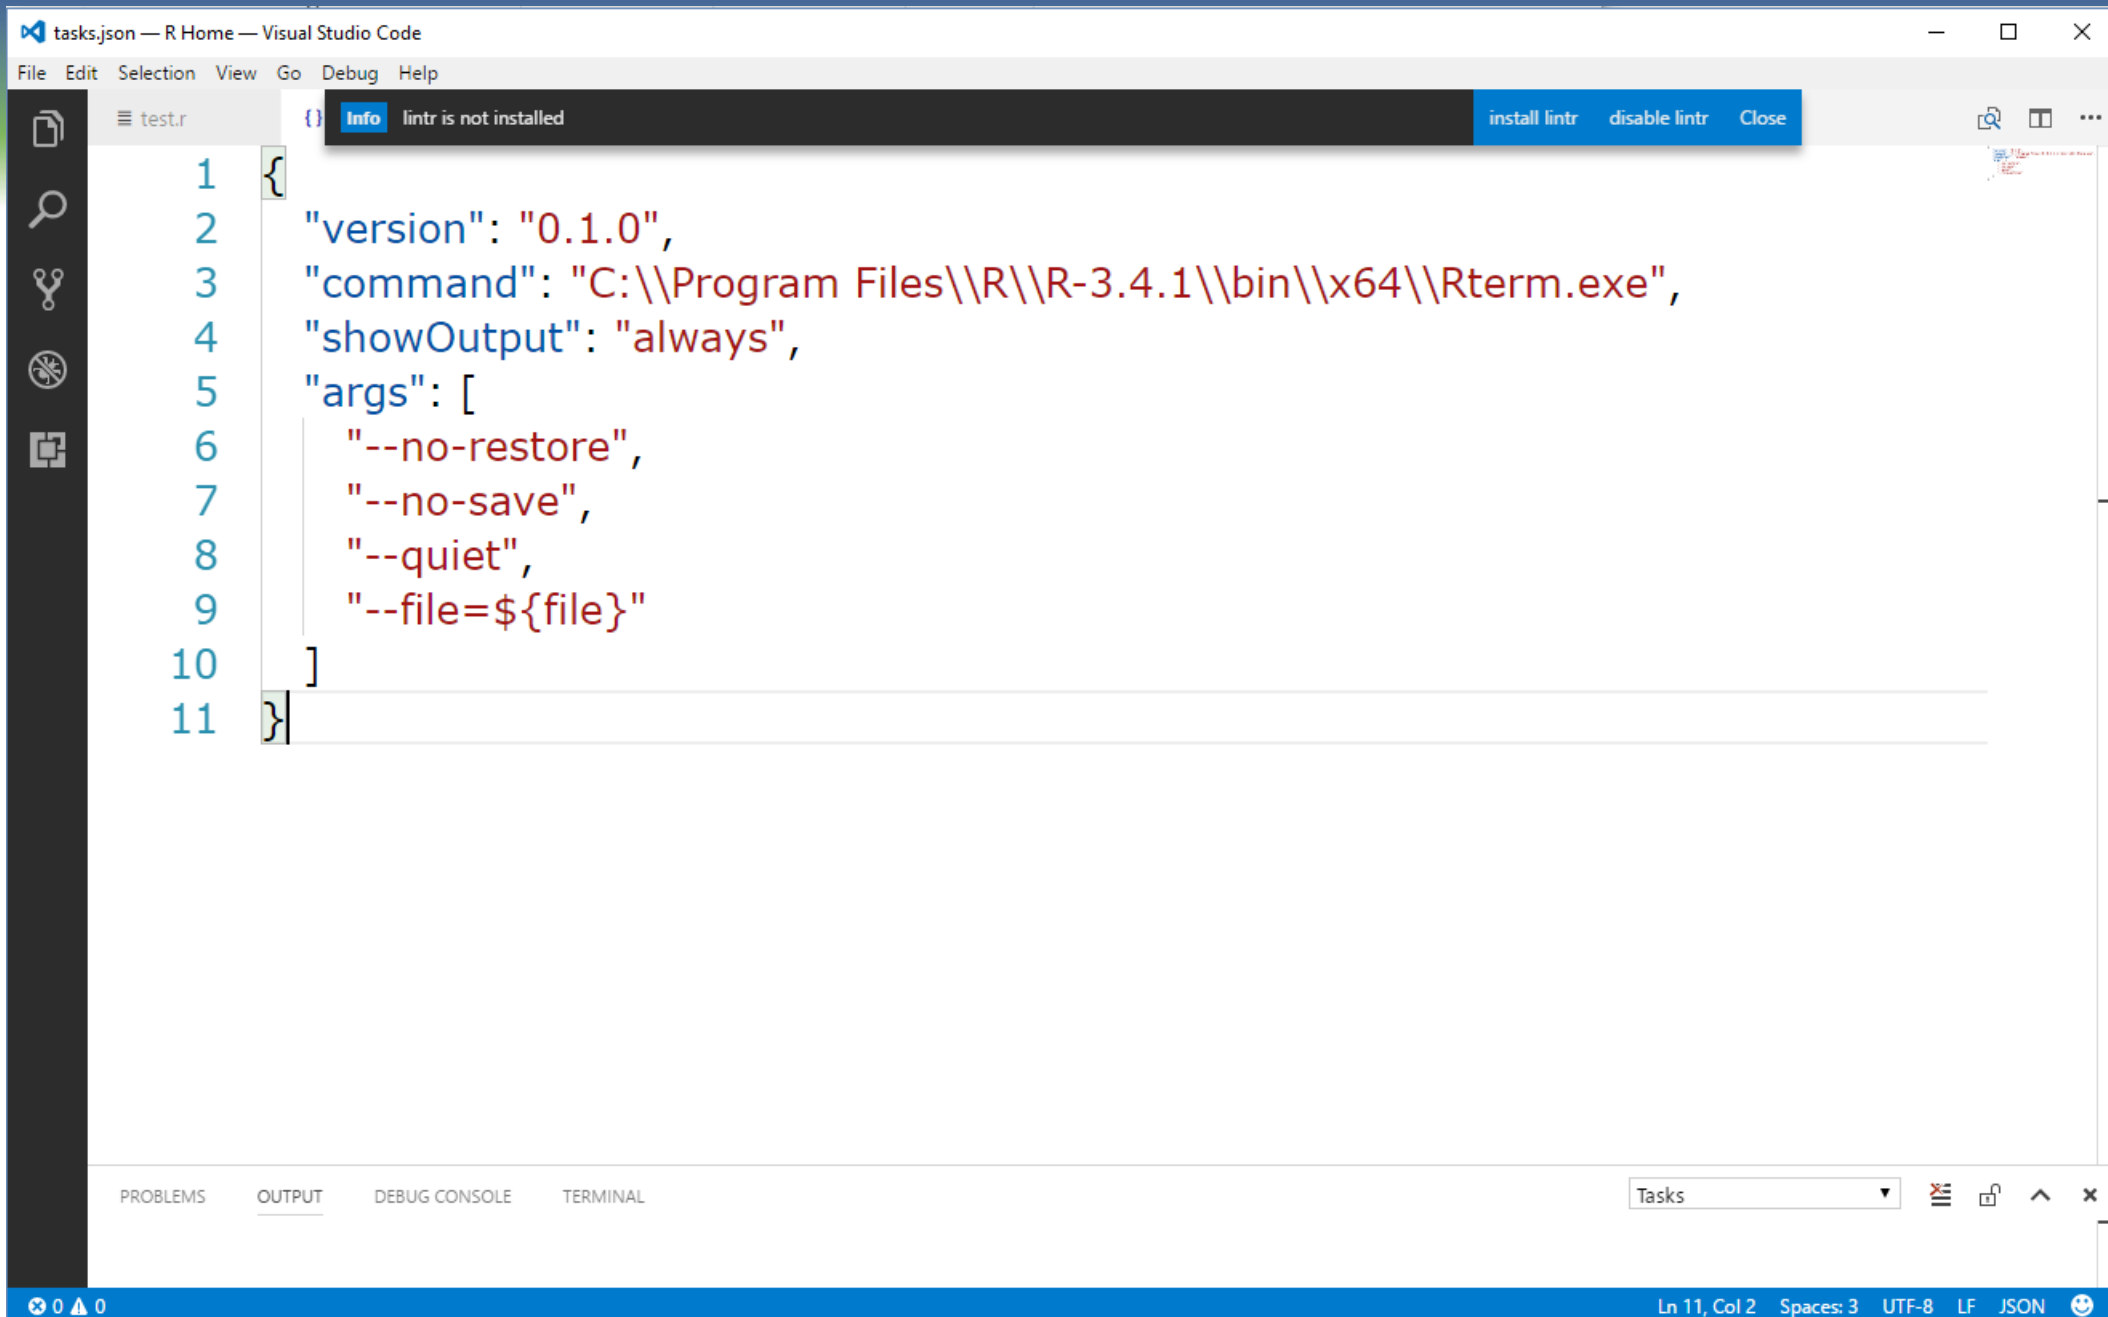 tasks.json — R Home — Visual Studio Code
File Edit Selection View Go Debug Help
test.r {} Info lintr is not installed install lintr disable lintr Close
1 {
2 "version": "0.1.0",
3 "command": "C:\\Program Files\\R\\R-3.4.1\\bin\\x64\\Rterm.exe",
4 "showOutput": "always",
5 "args": [
6 "--no-restore",
7 "--no-save",
8 "--quiet",
9 "--file=${file}"
10 ]
11 }
PROBLEMS OUTPUT DEBUG CONSOLE TERMINAL Tasks
0 0 Ln 11, Col 2 Spaces: 3 UTF-8 LF JSON